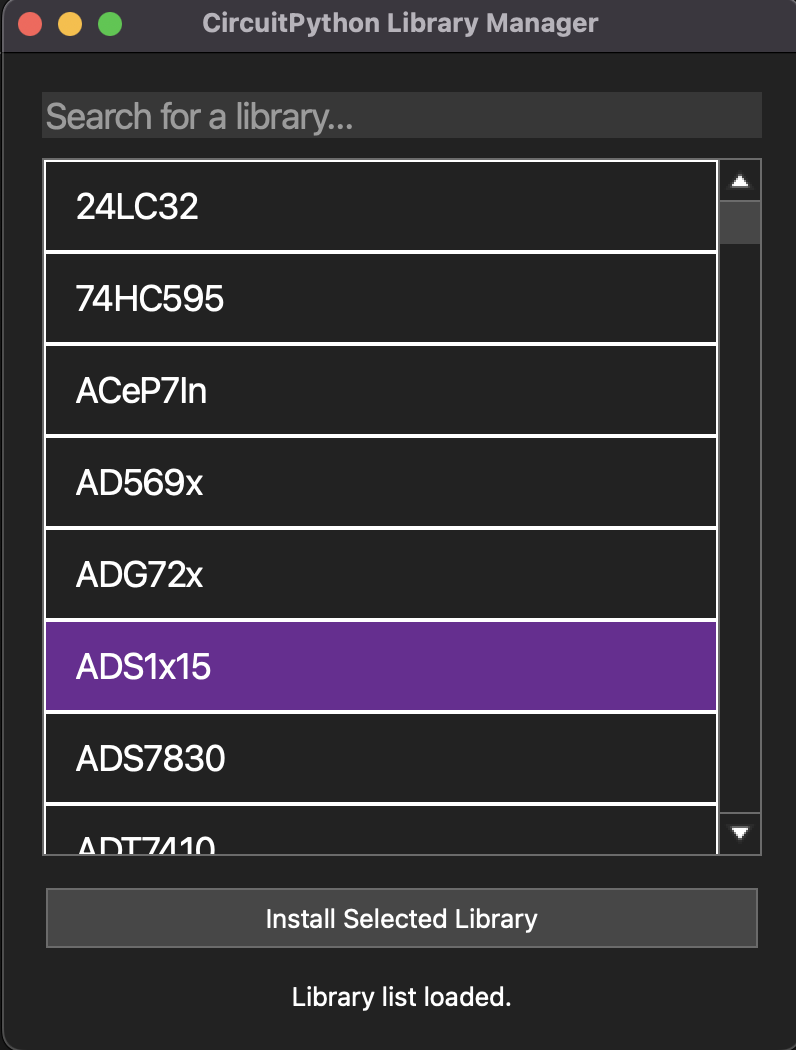 CircuitPython Library Manager
Search for a library...
24LC32
74HC595
ACeP7In
AD569x
ADG72x
ADS1x15
ADS7830
ADT7410
Install Selected Library
Library list loaded.